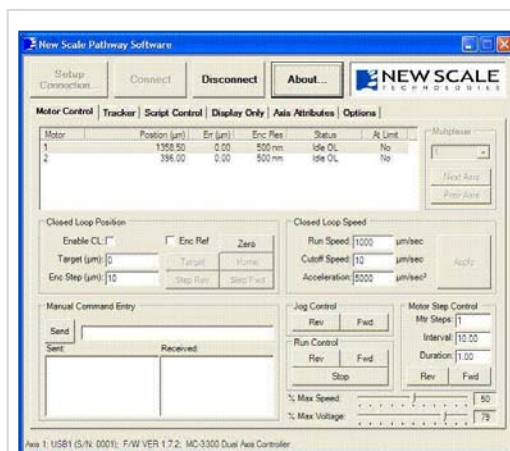 New Scale Pathway Software
Setup Connection... Connect Disconnect About... NEW SCALE TECHNOLOGIES
Motor Control Tracker Script Control Display Only Axis Attributes Options
Motor Position (µm) Err (µm) Enc Res Status At Limit
1 1358.50 0.00 500 nm Idle OL No
2 396.00 0.00 500 nm Idle OL No
Multiplexer
1
Next Axis
Prev Axis
Closed Loop Position
Enable CL: Enc Ref Zero
Target (µm): 0 Target Home
Enc Step (µm): 10 Step Rev Step Fwd
Closed Loop Speed
Run Speed: 1000 µm/sec
Cutoff Speed: 10 µm/sec
Acceleration: 5000 µm/sec²
Apply
Manual Command Entry
Send
Sent: Received:
Jog Control
Rev Fwd
Run Control
Rev Fwd
Stop
Motor Step Control
Mtr Steps: 1
Interval: 10.00
Duration: 1.00
Rev Fwd
% Max Speed: 50
% Max Voltage: 79
Axis 1: USB1 (S/N: 0001); F/W VER 1.7.2; MC-3300 Dual Axis Controller